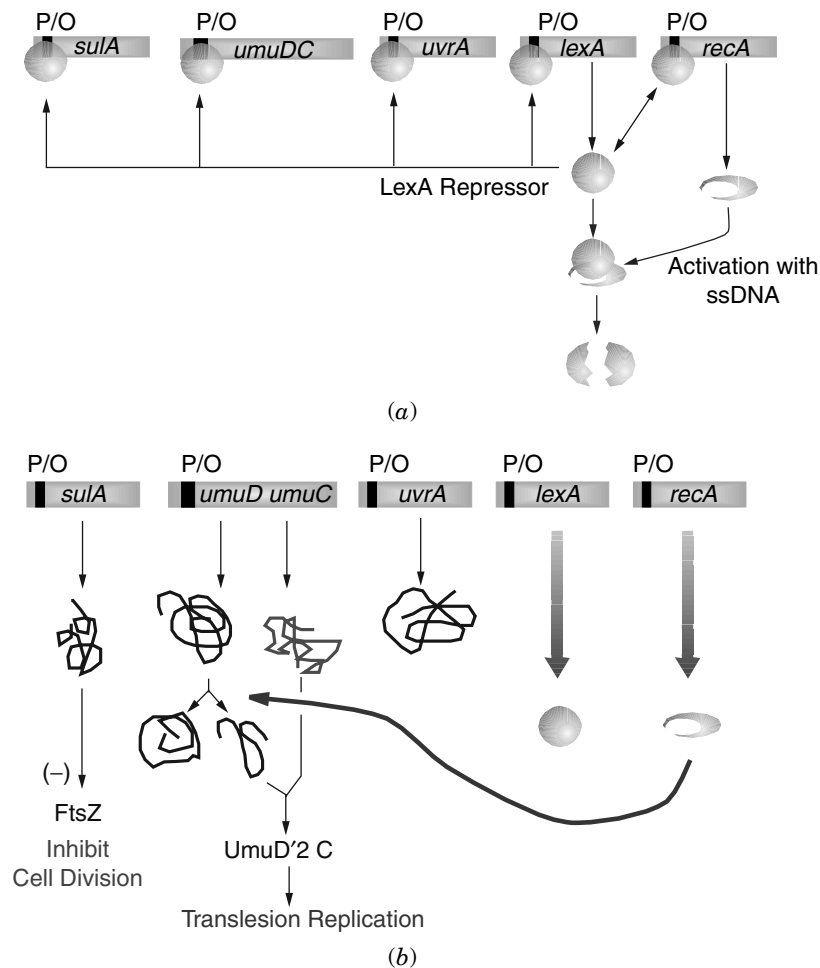 P/O P/O P/O P/O P/O
sulA umuDC uvrA lexA recA
LexA Repressor
Activation with
ssDNA
(a)
P/O P/O P/O P/O P/O
sulA umuD umuC uvrA lexA recA
(–)
FtsZ
Inhibit
Cell Division
UmuD′2 C
Translesion Replication
(b)